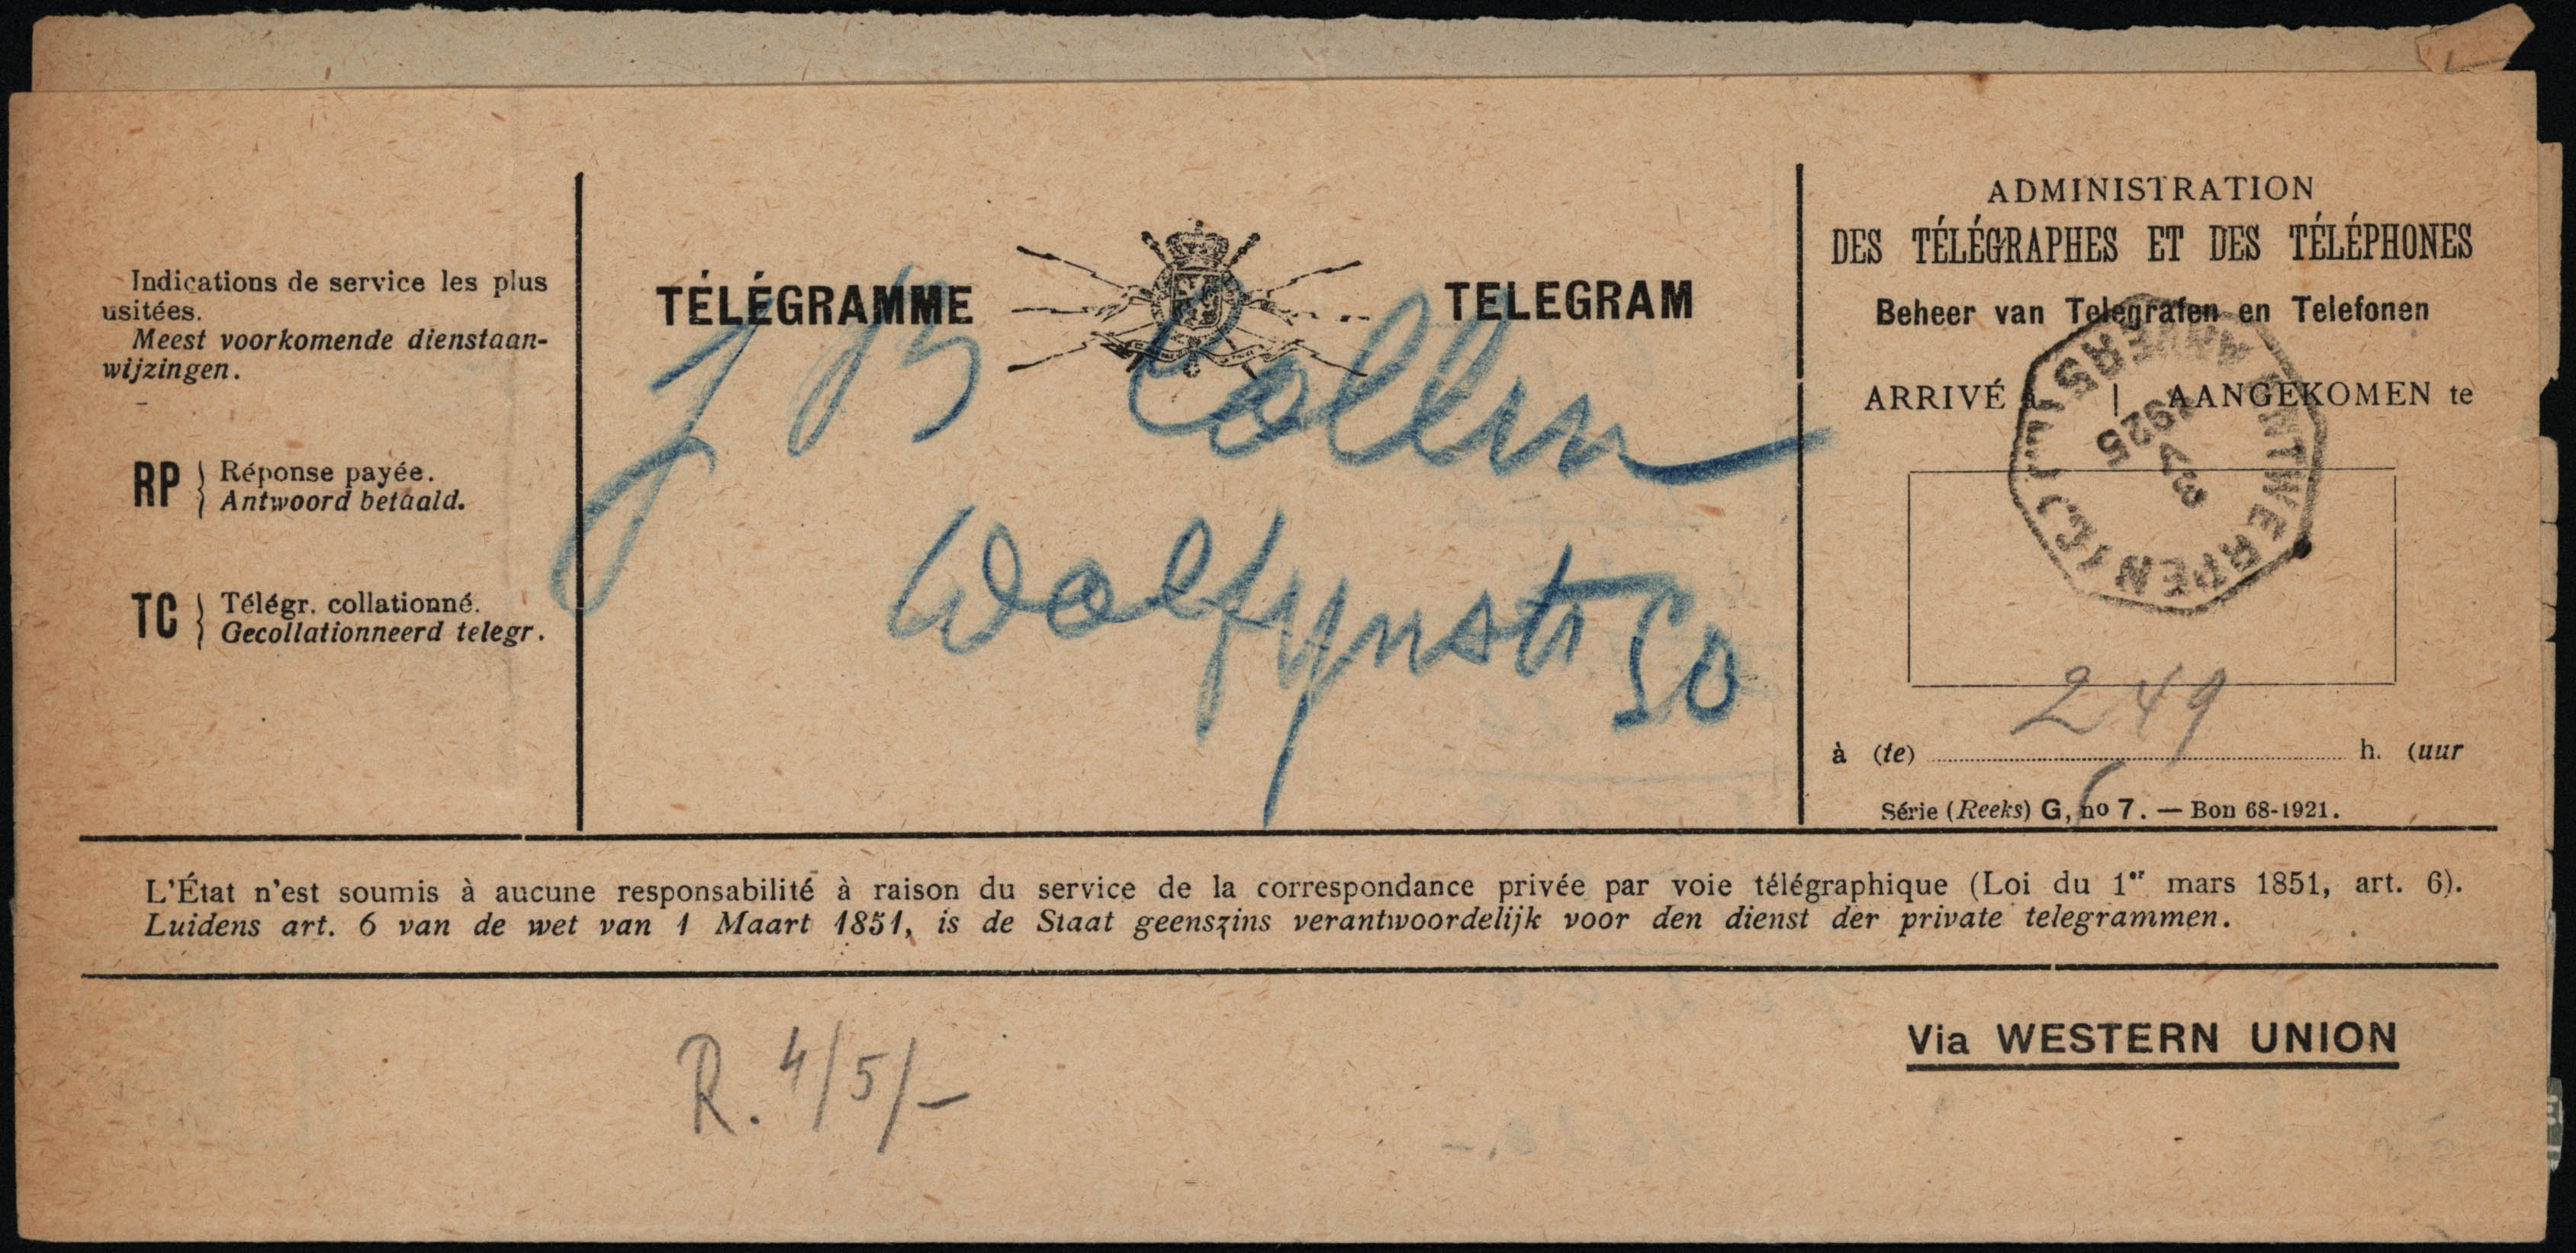 Indications de service les plus
usitées.
Meest voorkomende dienstaan-
wijzingen.
RP } Réponse payée.
Antwoord betaald.
TC } Télégr. collationné.
Gecollationneerd telegr.
TÉLÉGRAMME
TELEGRAM
J B Collin
Wolfynstr 50
ADMINISTRATION
DES TÉLÉGRAPHES ET DES TÉLÉPHONES
Beheer van Telegrafen en Telefonen
ARRIVÉ à | AANGEKOMEN te
ANVERS
ANTWERPEN
1925
249
à (te) h. (uur
Série (Reeks) G, no 7. — Bon 68-1921.
L'État n'est soumis à aucune responsabilité à raison du service de la correspondance privée par voie télégraphique (Loi du 1er mars 1851, art. 6).
Luidens art. 6 van de wet van 1 Maart 1851, is de Staat geenszins verantwoordelijk voor den dienst der private telegrammen.
R. 4/5/-
Via WESTERN UNION